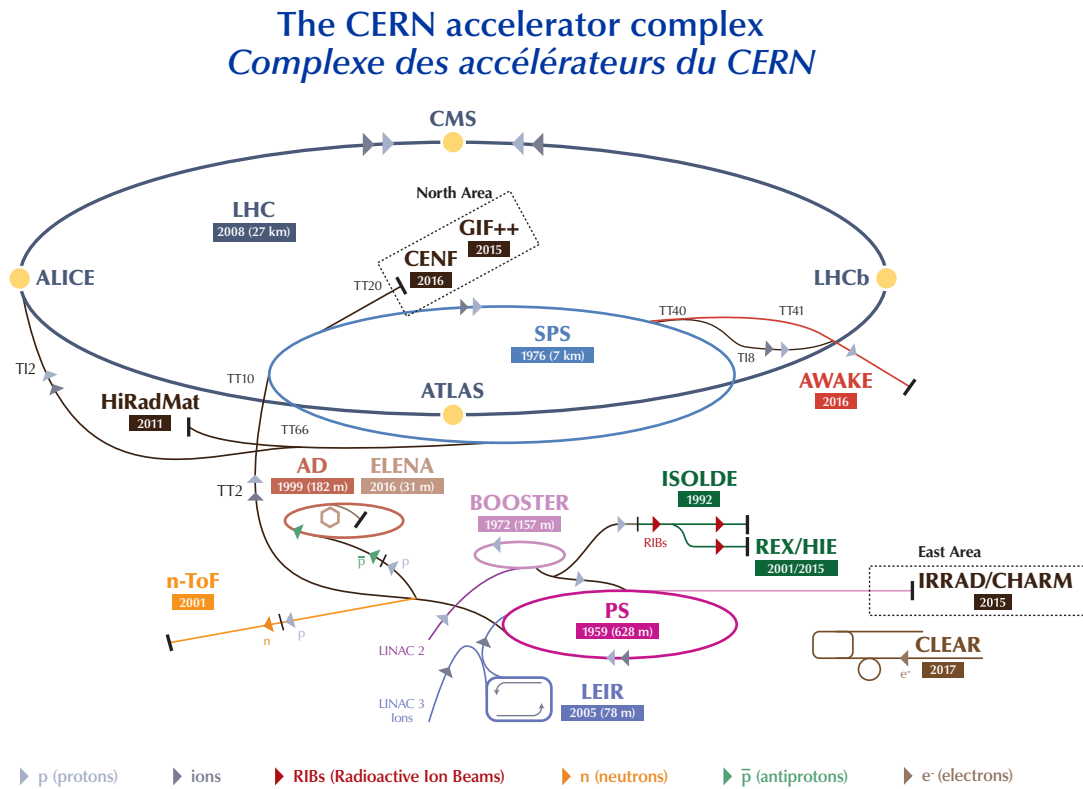 The CERN accelerator complex
Complexe des accélérateurs du CERN
CMS
North Area
LHC
2008 (27 km)
GIF++
2015
CENF
2016
ALICE
LHCb
TT20
TT40
TT41
SPS
1976 (7 km)
TI8
TI2
TT10
ATLAS
AWAKE
2016
HiRadMat
2011
TT66
AD
1999 (182 m)
ELENA
2016 (31 m)
TT2
ISOLDE
1992
BOOSTER
1972 (157 m)
RIBs
REX/HIE
2001/2015
East Area
p̅
p
n-ToF
2001
IRRAD/CHARM
2015
PS
1959 (628 m)
n
p
LINAC 2
CLEAR
2017
e-
LINAC 3
Ions
LEIR
2005 (78 m)
p (protons)
ions
RIBs (Radioactive Ion Beams)
n (neutrons)
p̅ (antiprotons)
e- (electrons)